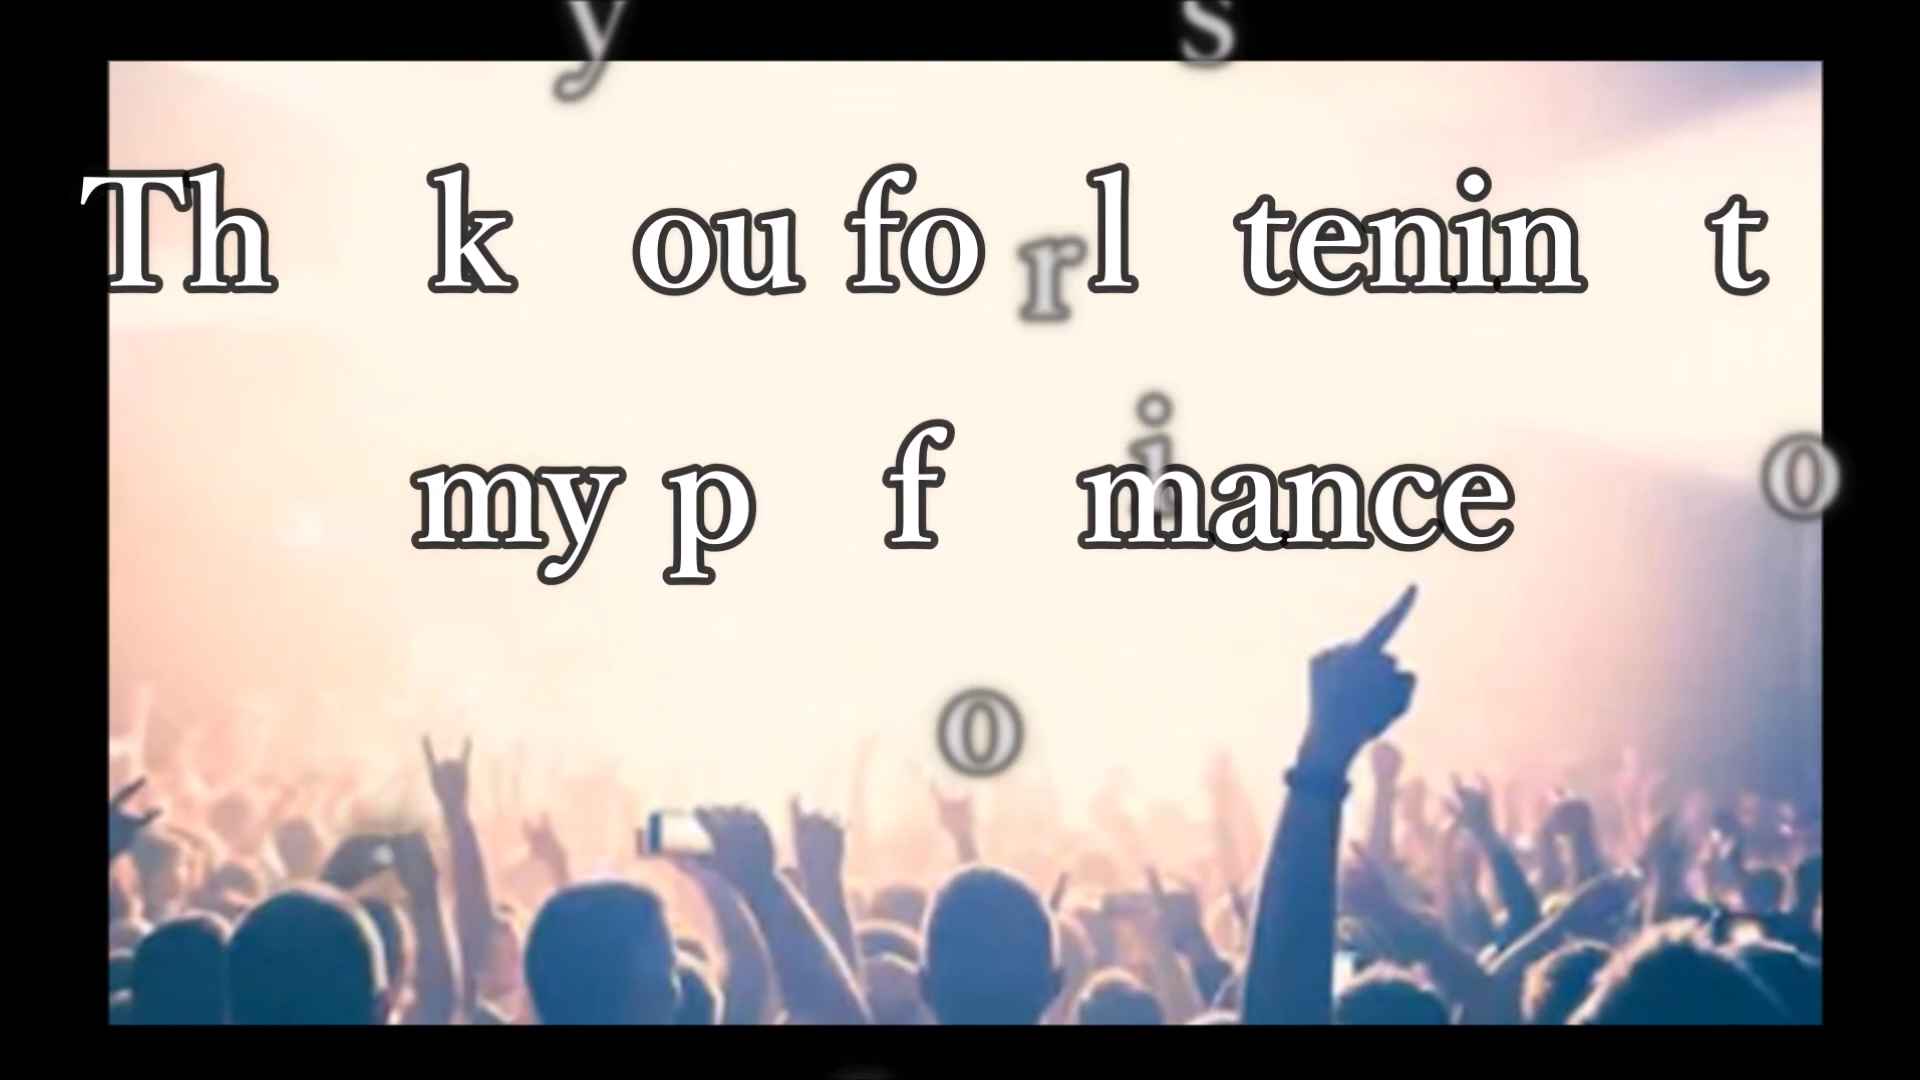 y s
Th k ou fo r l tenin t
i o
my p f mance
o